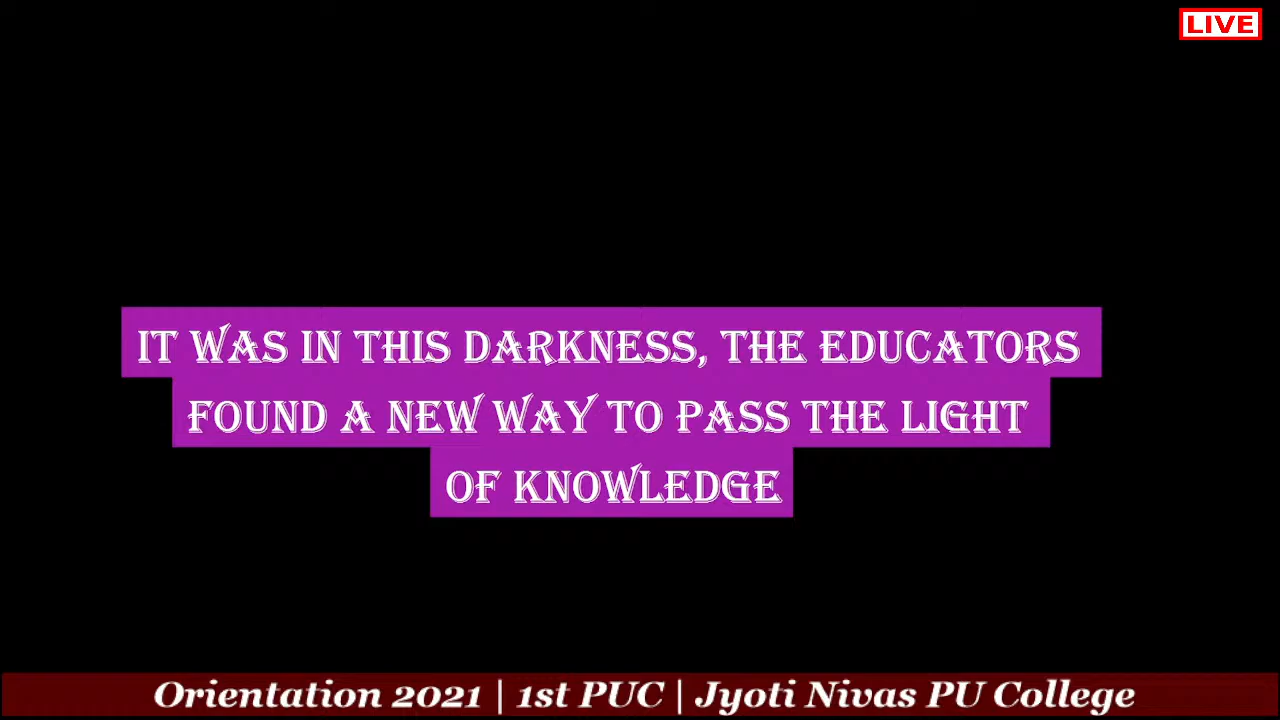 LIVE
IT WAS IN THIS DARKNESS, THE EDUCATORS
FOUND A NEW WAY TO PASS THE LIGHT
OF KNOWLEDGE
Orientation 2021 | 1st PUC | Jyoti Nivas PU College